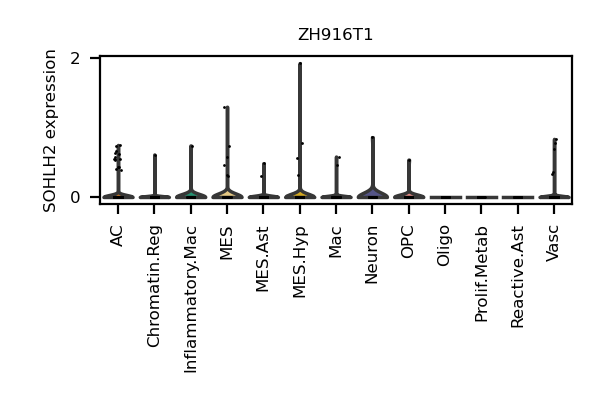 ZH916T1
SOHLH2 expression
2
0
AC
Chromatin.Reg
Inflammatory.Mac
MES
MES.Ast
MES.Hyp
Mac
Neuron
OPC
Oligo
Prolif.Metab
Reactive.Ast
Vasc